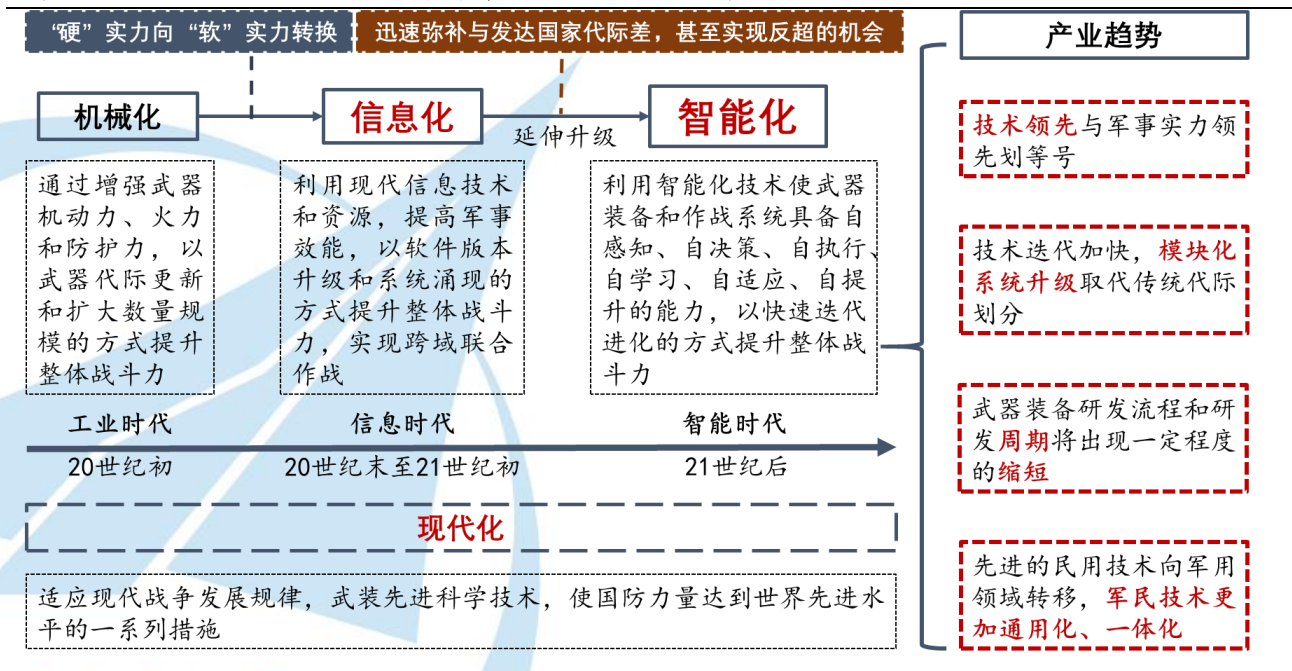 “硬”实力向“软”实力转换
迅速弥补与发达国家代际差，甚至实现反超的机会
产业趋势
机械化
信息化
延伸升级
智能化
通过增强武器
机动力、火力
和防护力，以
武器代际更新
和扩大数量规
模的方式提升
整体战斗力
利用现代信息技术
和资源，提高军事
效能，以软件版本
升级和系统涌现的
方式提升整体战斗
力，实现跨域联合
作战
利用智能化技术使武器
装备和作战系统具备自
感知、自决策、自执行、
自学习、自适应、自提
升的能力，以快速迭代
进化的方式提升整体战
斗力
工业时代
信息时代
智能时代
20世纪初
20世纪末至21世纪初
21世纪后
现代化
适应现代战争发展规律，武装先进科学技术，使国防力量达到世界先进水
平的一系列措施
技术领先与军事实力领
先划等号
技术迭代加快，模块化
系统升级取代传统代际
划分
武器装备研发流程和研
发周期将出现一定程度
的缩短
先进的民用技术向军用
领域转移，军民技术更
加通用化、一体化